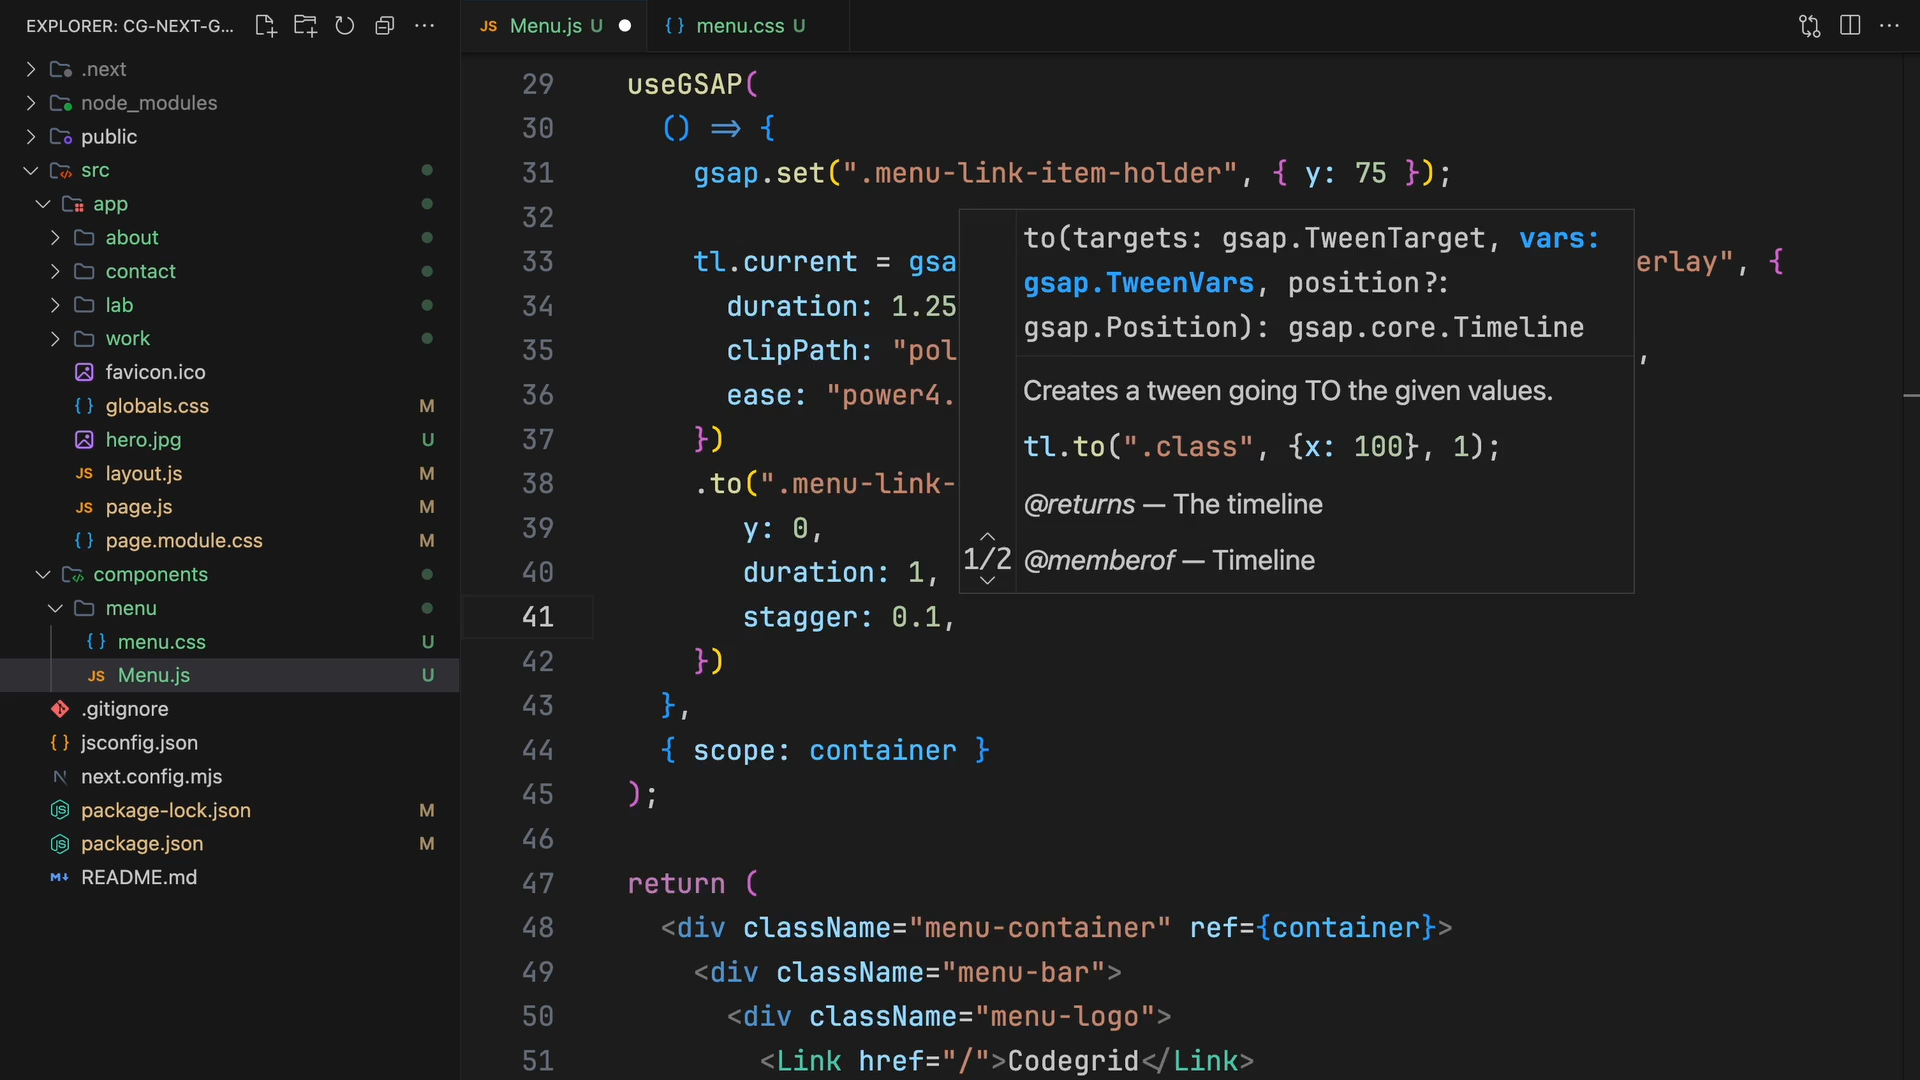 EXPLORER: CG-NEXT-G...
.next
node_modules
public
src
app
about
contact
lab
work
favicon.ico
globals.css M
hero.jpg U
layout.js M
page.js M
page.module.css M
components
menu
menu.css U
Menu.js U
.gitignore
jsconfig.json
next.config.mjs
package-lock.json M
package.json M
README.md
JS Menu.js U
{} menu.css U
29 useGSAP(
30 () => {
31 gsap.set(".menu-link-item-holder", { y: 75 });
32
33 tl.current = gsa erlay", {
34 duration: 1.25
35 clipPath: "pol ,
36 ease: "power4.
37 })
38 .to(".menu-link-
39 y: 0,
40 duration: 1,
41 stagger: 0.1,
42 })
43 },
44 { scope: container }
45 );
46
47 return (
48 <div className="menu-container" ref={container}>
49 <div className="menu-bar">
50 <div className="menu-logo">
51 <Link href="/">Codegrid</Link>
to(targets: gsap.TweenTarget, vars:
gsap.TweenVars, position?:
gsap.Position): gsap.core.Timeline
Creates a tween going TO the given values.
tl.to(".class", {x: 100}, 1);
@returns — The timeline
1/2 @memberof — Timeline